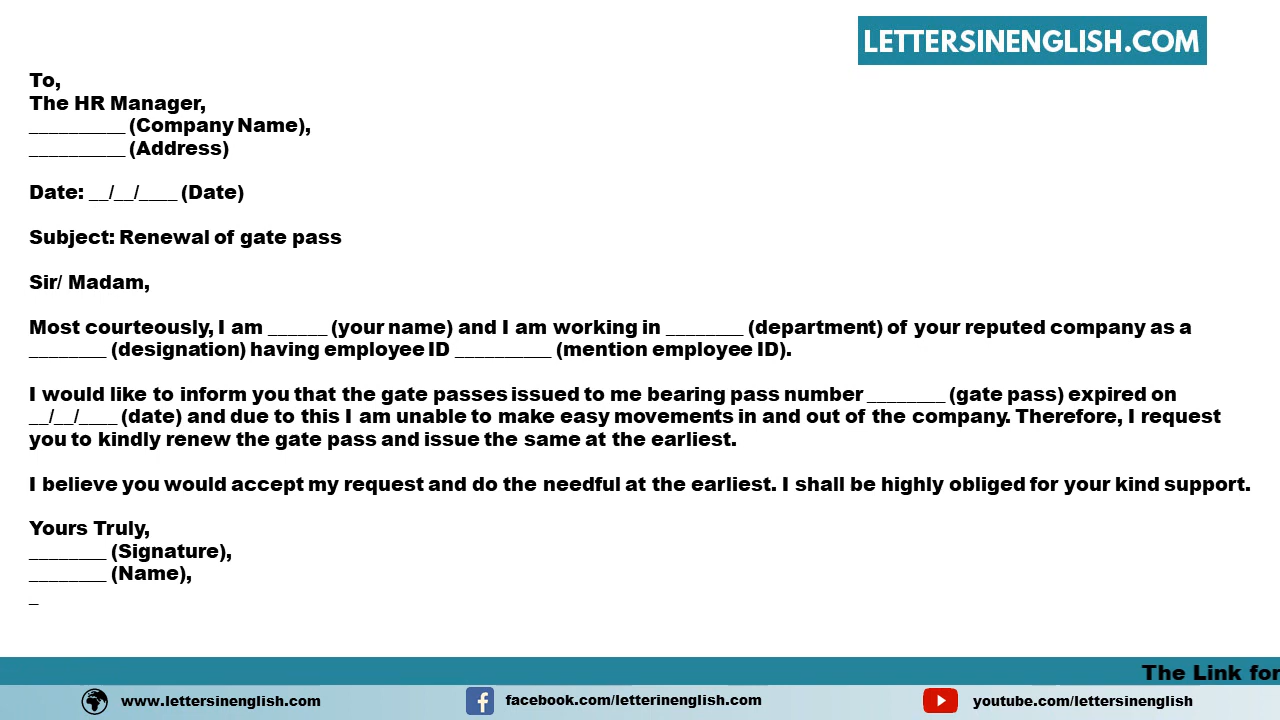 LETTERSINENGLISH.COM
To,
The HR Manager,
__________ (Company Name),
__________ (Address)
Date: __/__/____ (Date)
Subject: Renewal of gate pass
Sir/ Madam,
Most courteously, I am ______ (your name) and I am working in ________ (department) of your reputed company as a
________ (designation) having employee ID __________ (mention employee ID).
I would like to inform you that the gate passes issued to me bearing pass number ________ (gate pass) expired on
__/__/____ (date) and due to this I am unable to make easy movements in and out of the company. Therefore, I request
you to kindly renew the gate pass and issue the same at the earliest.
I believe you would accept my request and do the needful at the earliest. I shall be highly obliged for your kind support.
Yours Truly,
________ (Signature),
________ (Name),
_
The Link for
www.lettersinenglish.com
facebook.com/letterinenglish.com
youtube.com/lettersinenglish